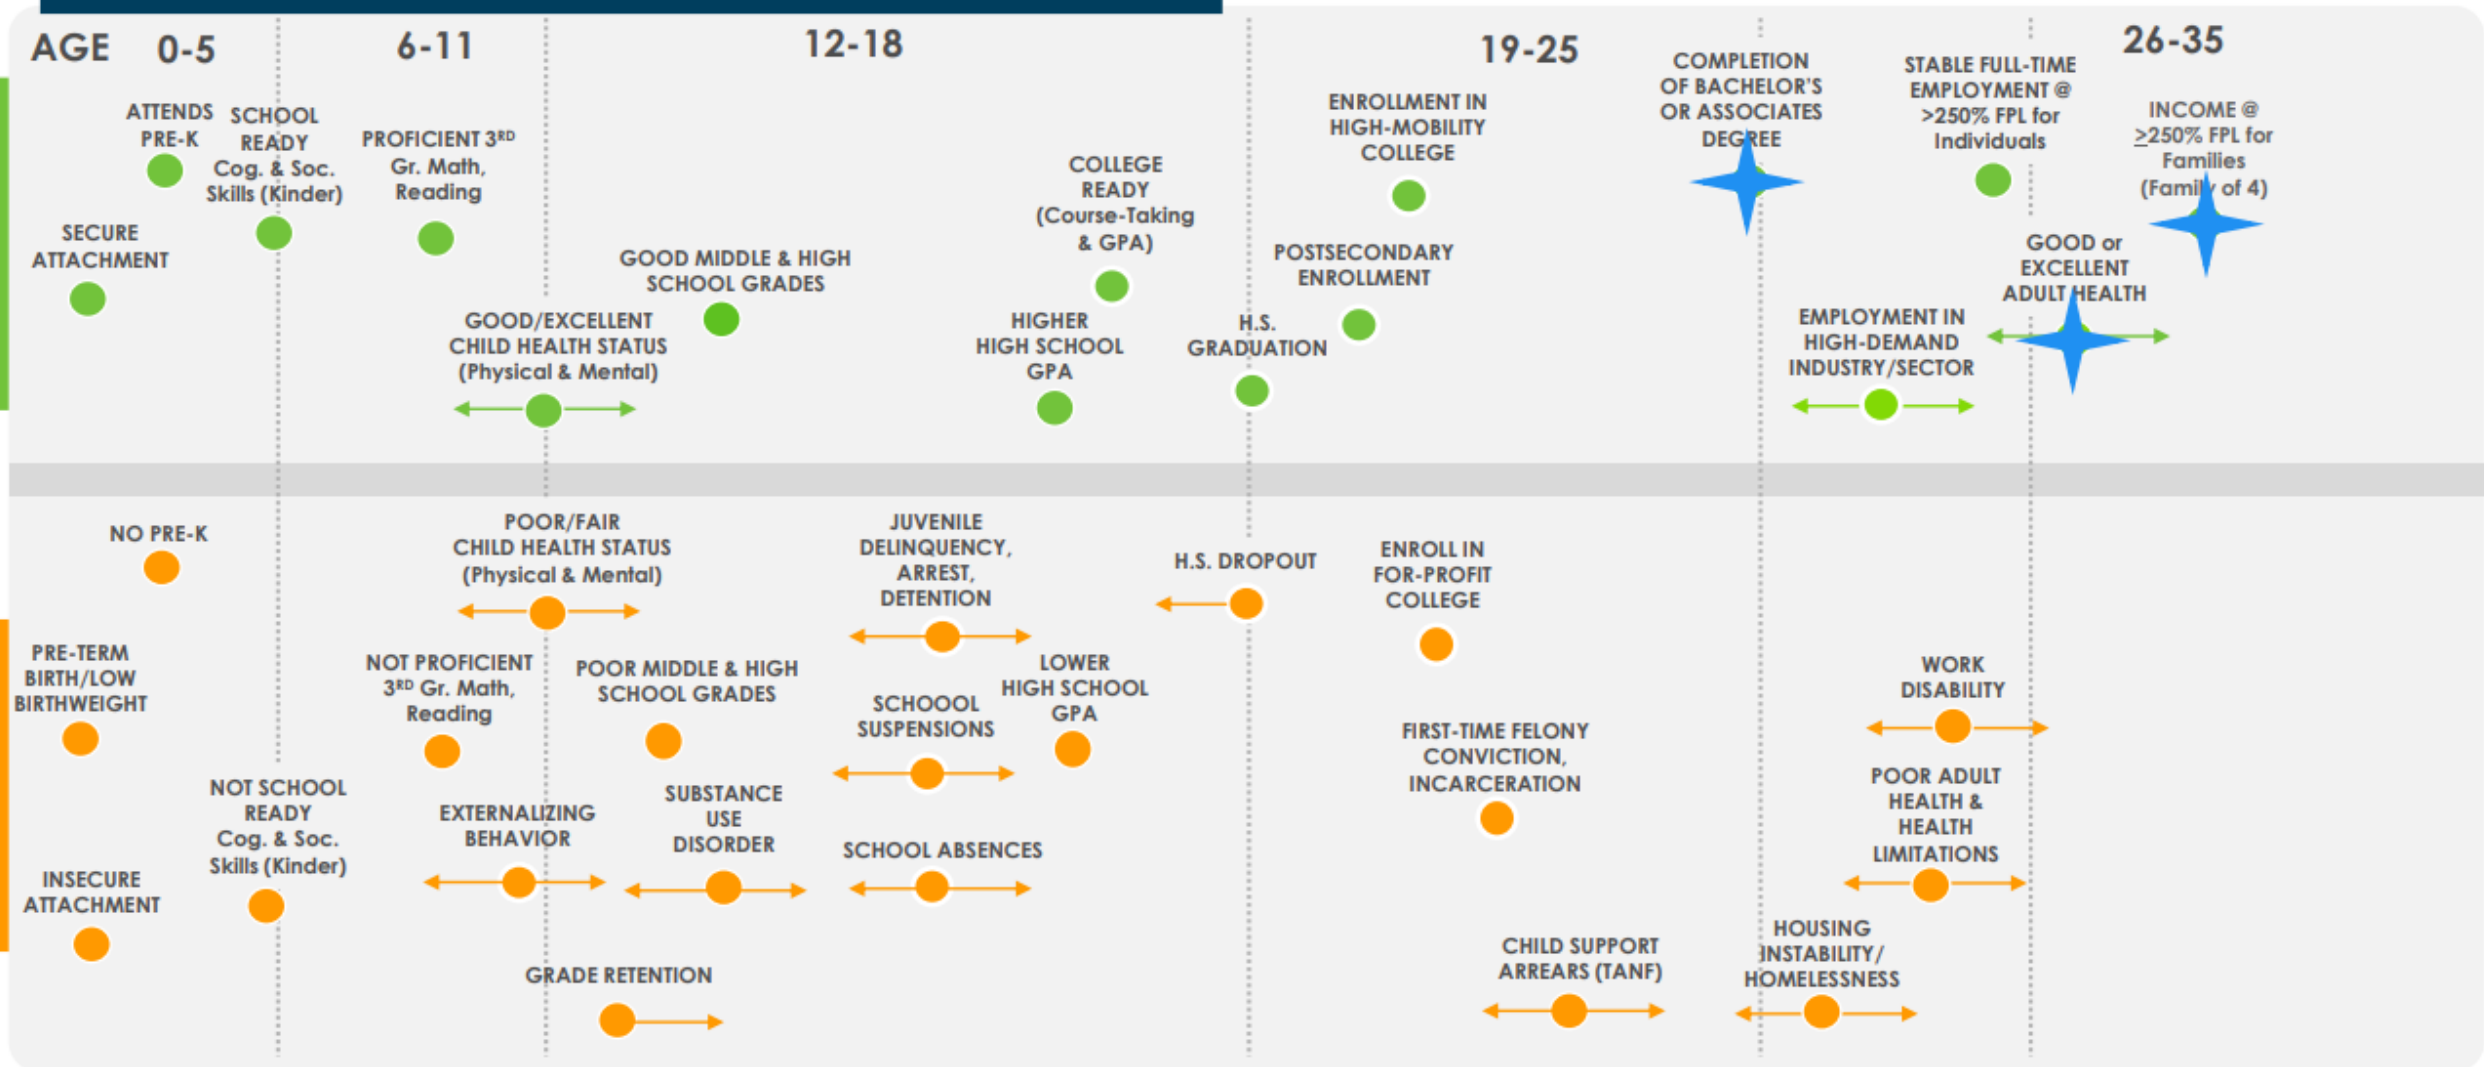 AGE
0-5
6-11
12-18
19-25
26-35
ATTENDS
PRE-K
SCHOOL
READY
Cog. & Soc.
Skills (Kinder)
SECURE
ATTACHMENT
PROFICIENT 3RD
Gr. Math,
Reading
GOOD/EXCELLENT
CHILD HEALTH STATUS
(Physical & Mental)
GOOD MIDDLE & HIGH
SCHOOL GRADES
COLLEGE
READY
(Course-Taking
& GPA)
HIGHER
HIGH SCHOOL
GPA
H.S.
GRADUATION
ENROLLMENT IN
HIGH-MOBILITY
COLLEGE
POSTSECONDARY
ENROLLMENT
COMPLETION
OF BACHELOR'S
OR ASSOCIATES
DEGREE
STABLE FULL-TIME
EMPLOYMENT @
>250% FPL for
Individuals
INCOME @
≥250% FPL for
Families
(Family of 4)
GOOD or
EXCELLENT
ADULT HEALTH
EMPLOYMENT IN
HIGH-DEMAND
INDUSTRY/SECTOR
NO PRE-K
PRE-TERM
BIRTH/LOW
BIRTHWEIGHT
INSECURE
ATTACHMENT
NOT SCHOOL
READY
Cog. & Soc.
Skills (Kinder)
POOR/FAIR
CHILD HEALTH STATUS
(Physical & Mental)
NOT PROFICIENT
3RD Gr. Math,
Reading
EXTERNALIZING
BEHAVIOR
GRADE RETENTION
POOR MIDDLE & HIGH
SCHOOL GRADES
SUBSTANCE
USE
DISORDER
JUVENILE
DELINQUENCY,
ARREST,
DETENTION
SCHOOOL
SUSPENSIONS
SCHOOL ABSENCES
LOWER
HIGH SCHOOL
GPA
H.S. DROPOUT
ENROLL IN
FOR-PROFIT
COLLEGE
FIRST-TIME FELONY
CONVICTION,
INCARCERATION
CHILD SUPPORT
ARREARS (TANF)
HOUSING
INSTABILITY/
HOMELESSNESS
WORK
DISABILITY
POOR ADULT
HEALTH &
HEALTH
LIMITATIONS